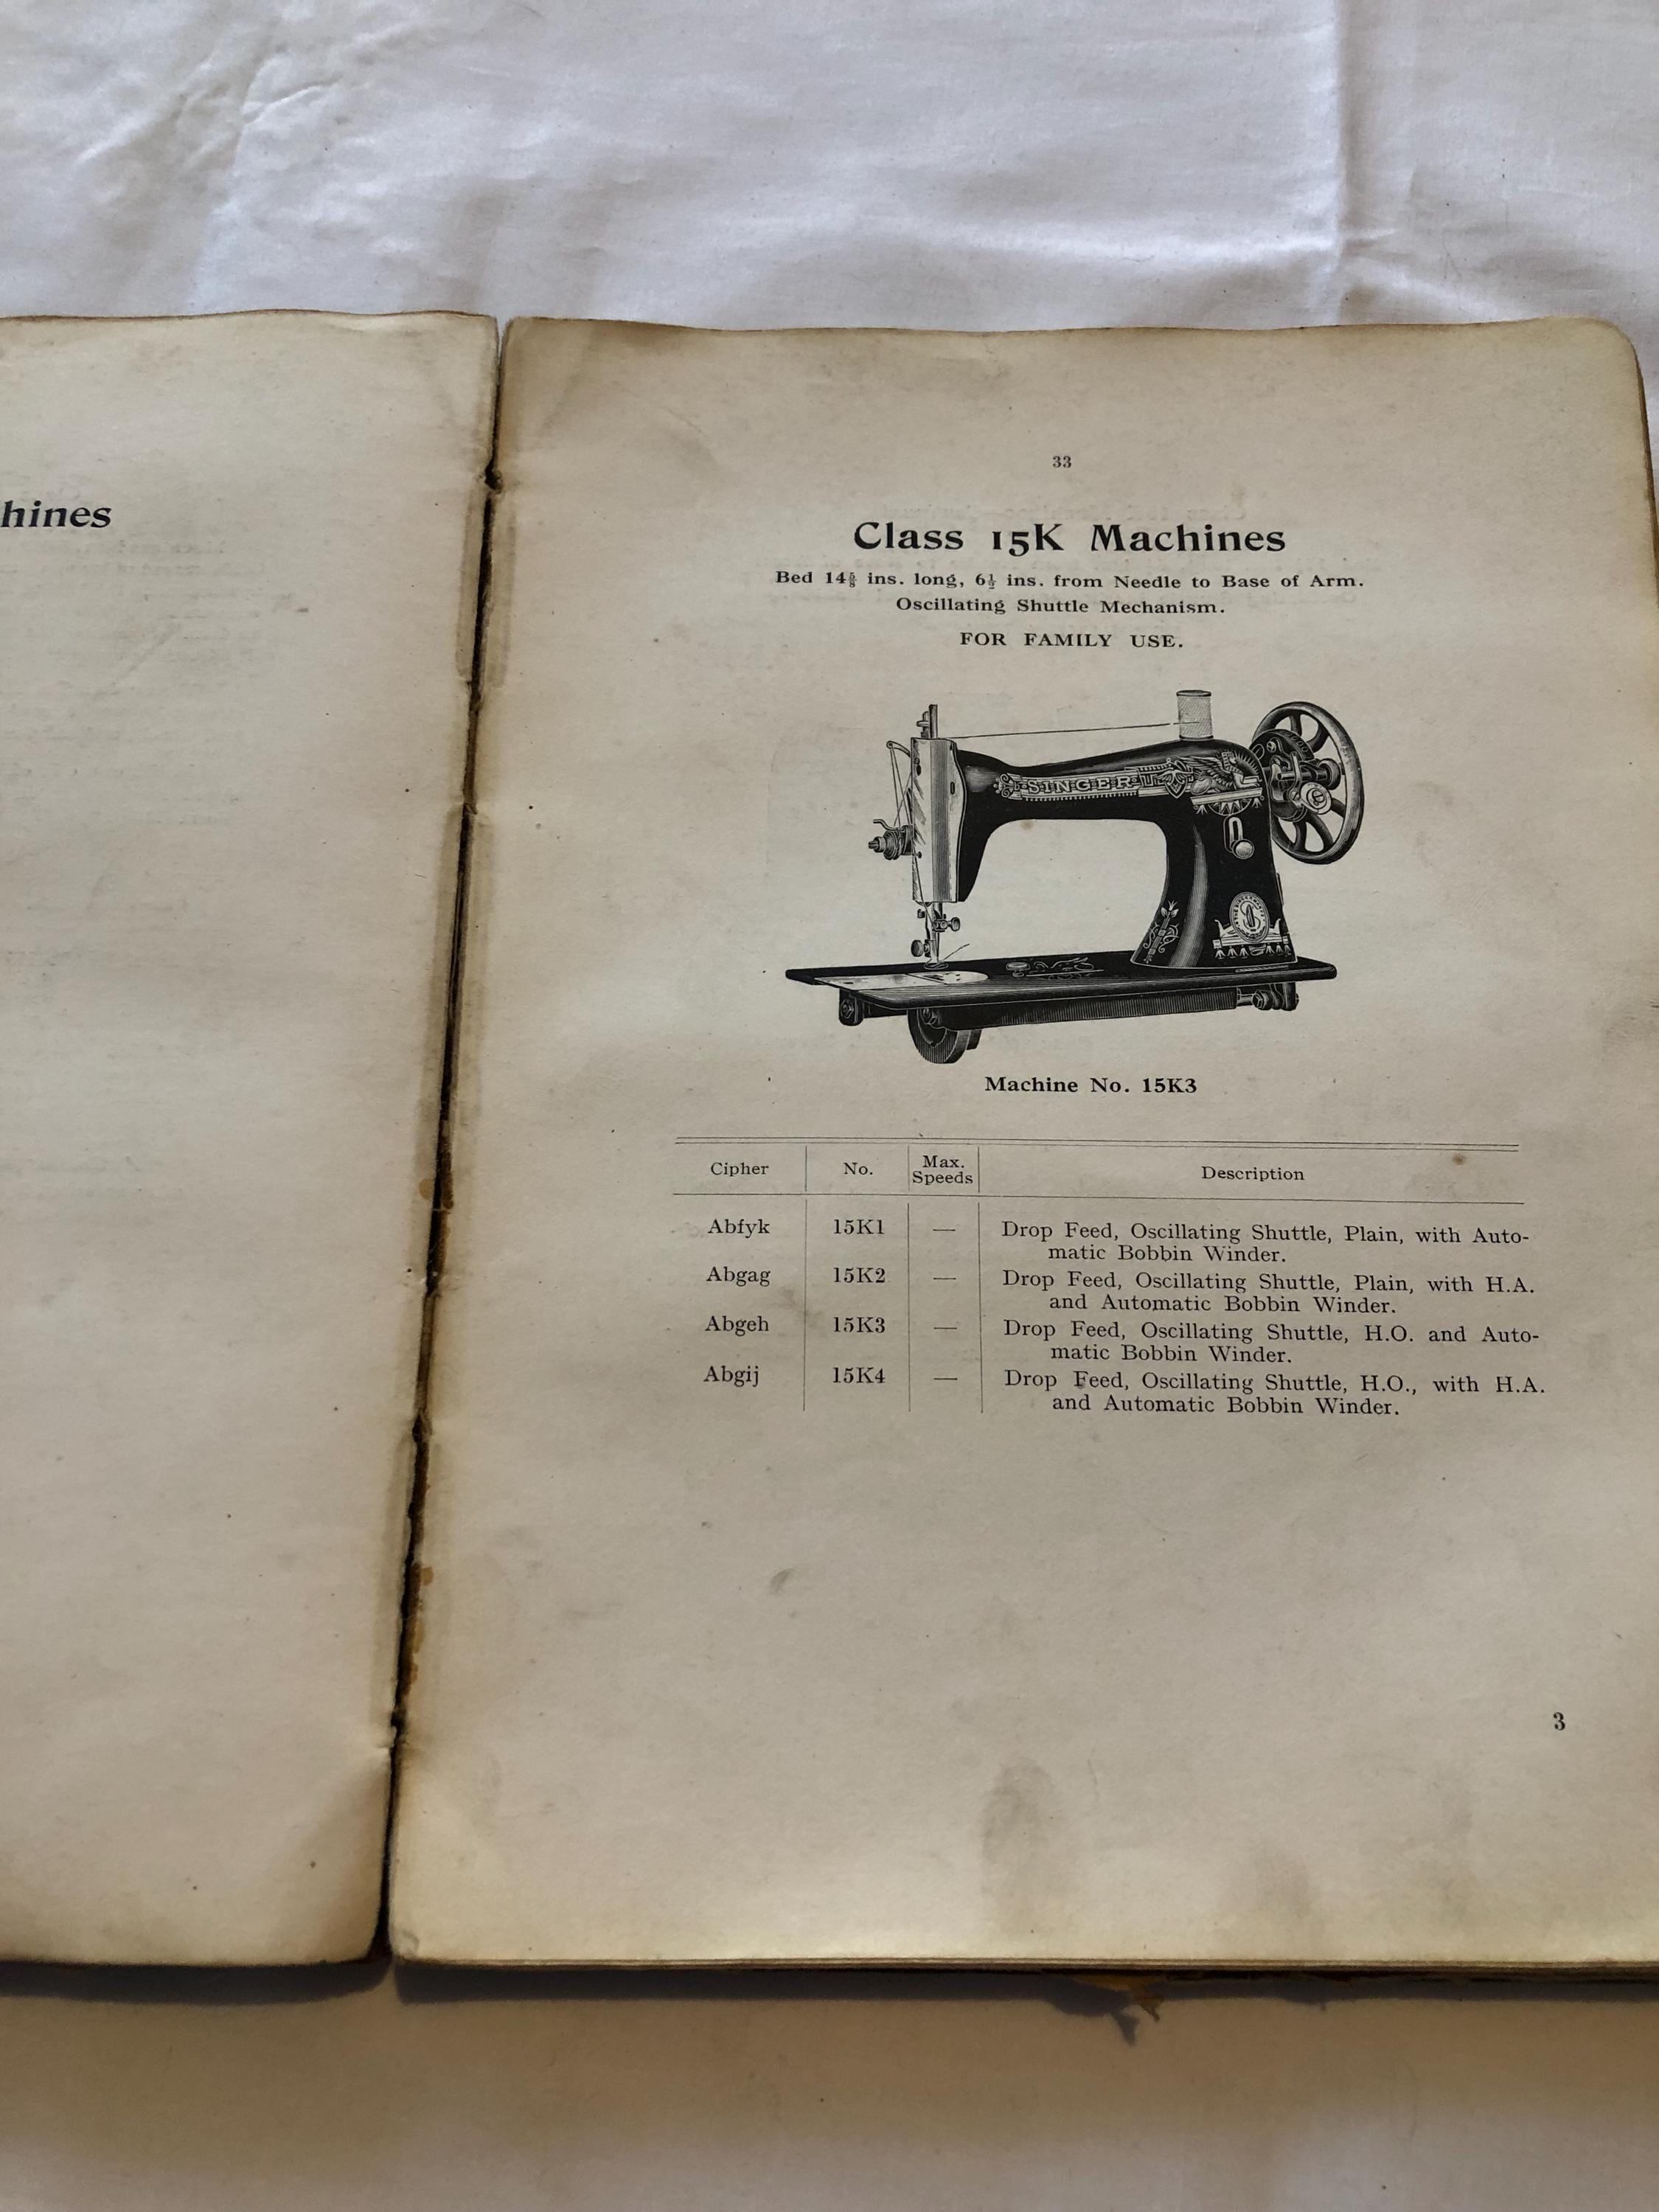 hines
33
Class 15K Machines
Bed 14⅝ ins. long, 6½ ins. from Needle to Base of Arm.
Oscillating Shuttle Mechanism.
FOR FAMILY USE.
SINGER
Machine No. 15K3
Cipher No. Max. Speeds Description
Abfyk 15K1 — Drop Feed, Oscillating Shuttle, Plain, with Auto-
matic Bobbin Winder.
Abgag 15K2 — Drop Feed, Oscillating Shuttle, Plain, with H.A.
and Automatic Bobbin Winder.
Abgeh 15K3 — Drop Feed, Oscillating Shuttle, H.O. and Auto-
matic Bobbin Winder.
Abgij 15K4 — Drop Feed, Oscillating Shuttle, H.O., with H.A.
and Automatic Bobbin Winder.
3